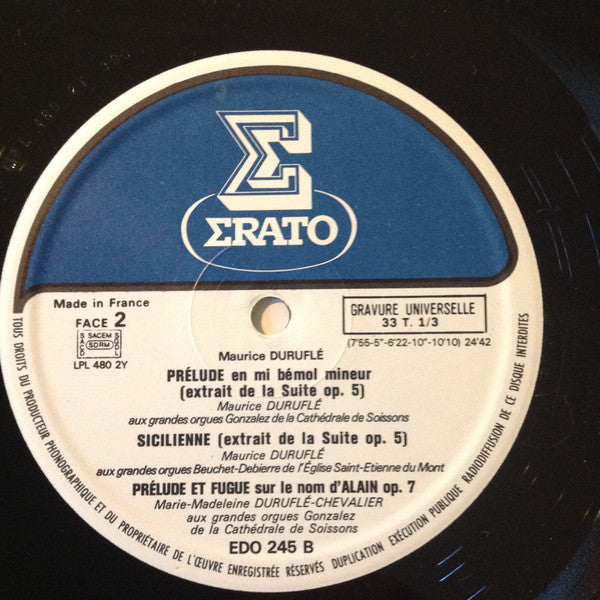 Σ
ΣRATO
Made in France
FACE 2
SACEM
SDRM
LPL 480 2Y
GRAVURE UNIVERSELLE
33 T. 1/3
(7'55-5"-6'22-10"-10'10) 24'42
Maurice DURUFLÉ
PRÉLUDE en mi bémol mineur
(extrait de la Suite op. 5)
Maurice DURUFLÉ
aux grandes orgues Gonzalez de la Cathédrale de Soissons
SICILIENNE (extrait de la Suite op. 5)
Maurice DURUFLÉ
aux grandes orgues Beuchet-Debierre de l'Église Saint-Etienne du Mont
PRÉLUDE ET FUGUE sur le nom d'ALAIN op. 7
Marie-Madeleine DURUFLÉ-CHEVALIER
aux grandes orgues Gonzalez
de la Cathédrale de Soissons
EDO 245 B
TOUS DROITS DU PRODUCTEUR PHONOGRAPHIQUE ET DU PROPRIÉTAIRE DE L'ŒUVRE ENREGISTRÉE RÉSERVÉS DUPLICATION EXÉCUTION PUBLIQUE RADIODIFFUSION DE CE DISQUE INTERDITES